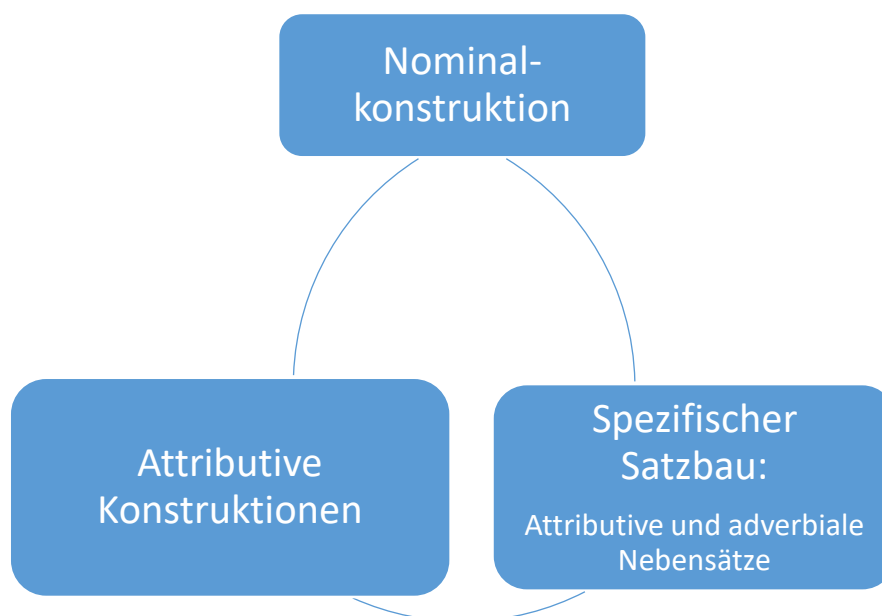 Nominal-
konstruktion
Attributive
Konstruktionen
Spezifischer
Satzbau:
Attributive und adverbiale
Nebensätze